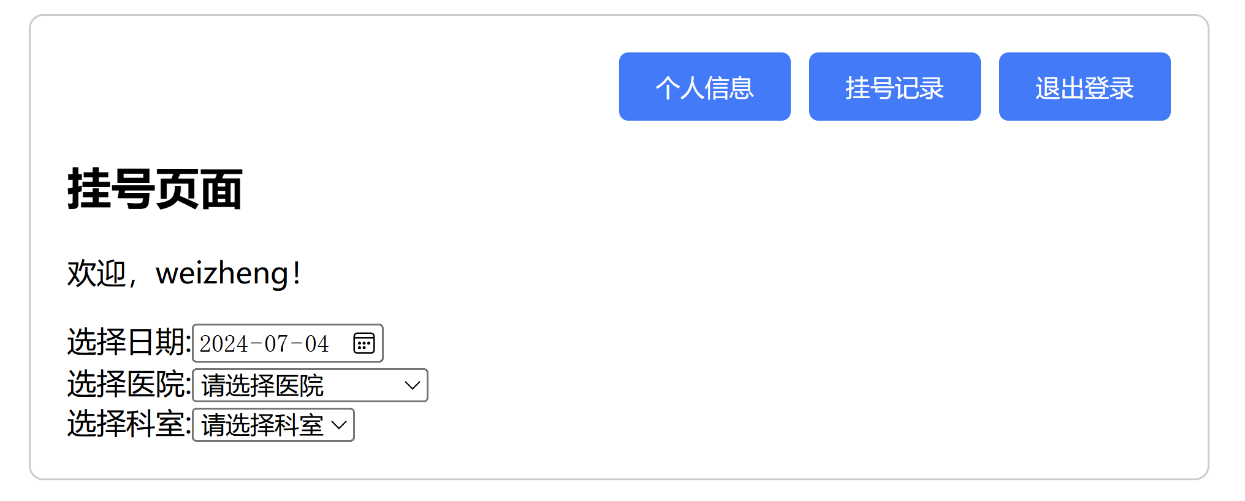 个人信息 挂号记录 退出登录
挂号页面
欢迎，weizheng！
选择日期:2024-07-04
选择医院:请选择医院
选择科室:请选择科室